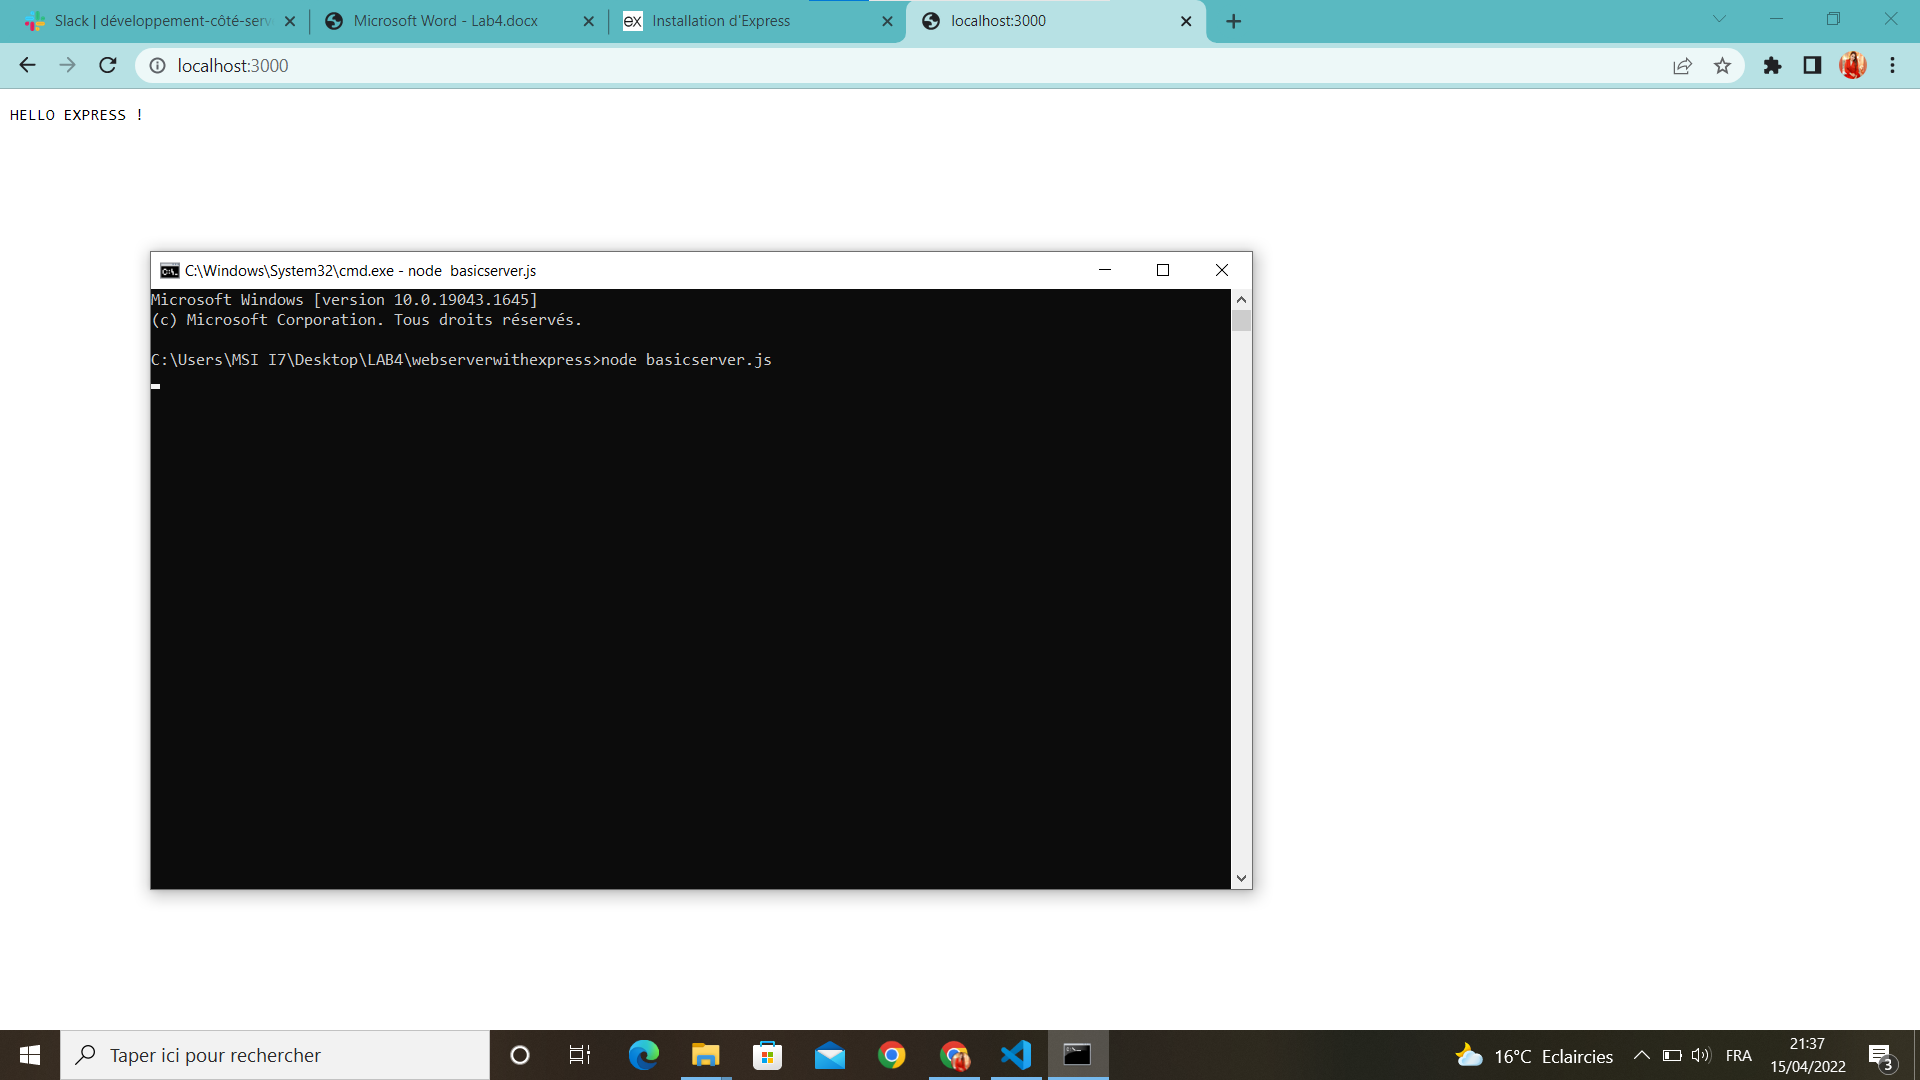 Slack | développement-côté-serv
Microsoft Word - Lab4.docx
ex Installation d'Express
localhost:3000
localhost:3000
HELLO EXPRESS !
C:\Windows\System32\cmd.exe - node  basicserver.js
Microsoft Windows [version 10.0.19043.1645]
(c) Microsoft Corporation. Tous droits réservés.
C:\Users\MSI I7\Desktop\LAB4\webserverwithexpress>node basicserver.js
Taper ici pour rechercher
16°C Eclaircies
FRA
21:37
15/04/2022
3